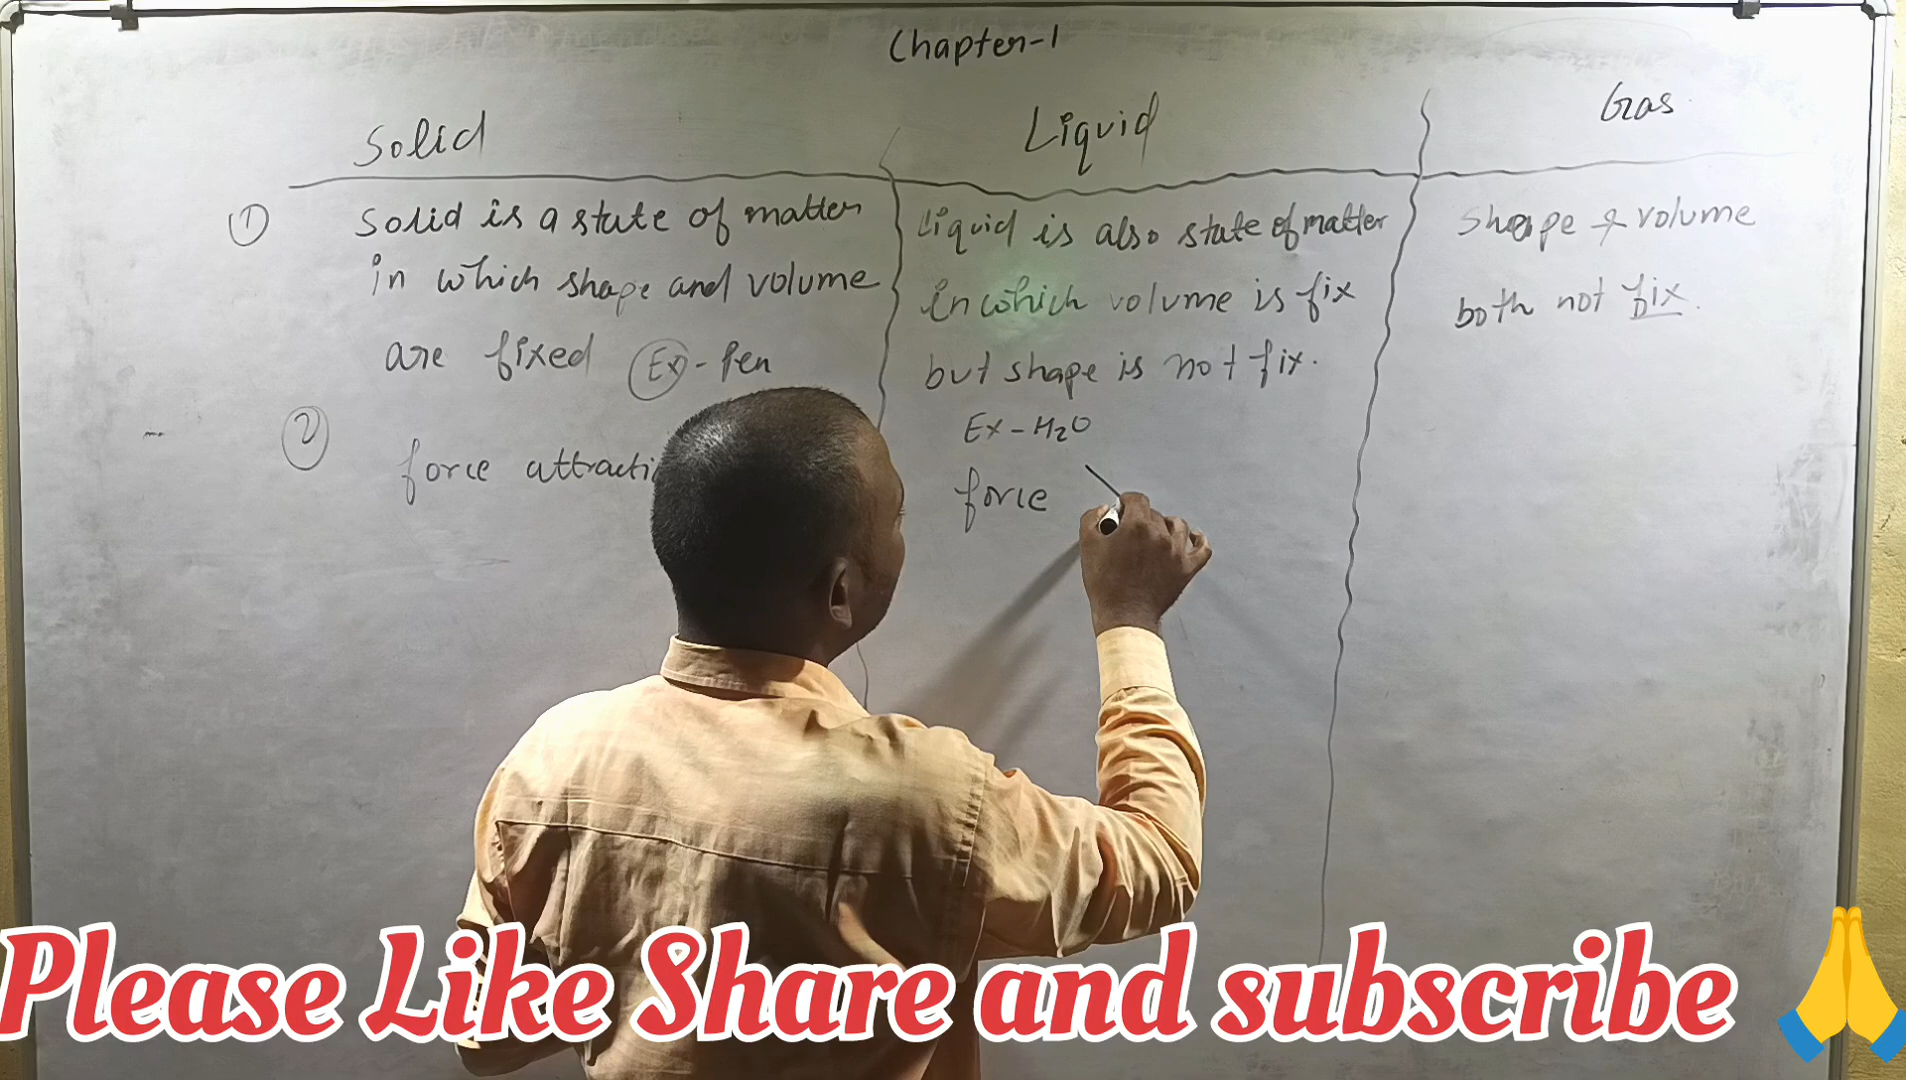 Chapter-1
Solid
Liquid
Gas
① Solid is a state of matter
in which shape and volume
are fixed Ex - Pen
② force attracti
Liquid is also state of matter
in which volume is fix
but shape is not fix.
Ex - H₂O
force
Shape & volume
both not fix.
Please Like Share and subscribe 🙏